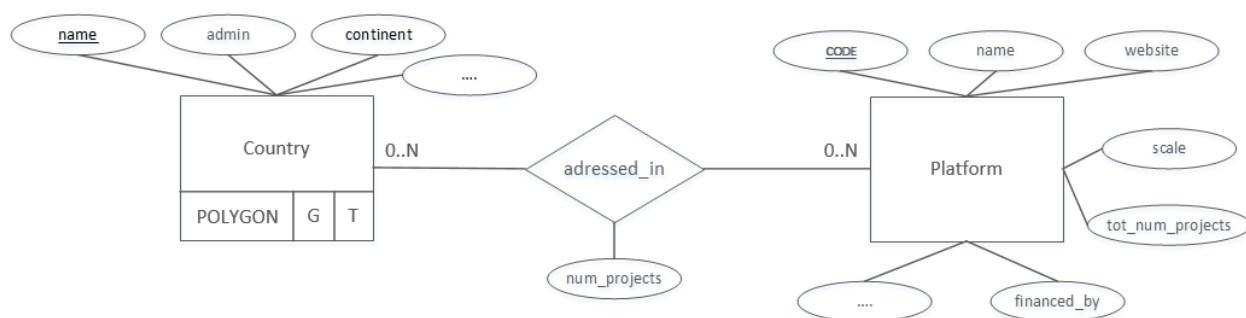 name
admin
continent
....
Country
POLYGON G T
0..N
adressed_in
num_projects
0..N
CODE
name
website
Platform
scale
tot_num_projects
....
financed_by